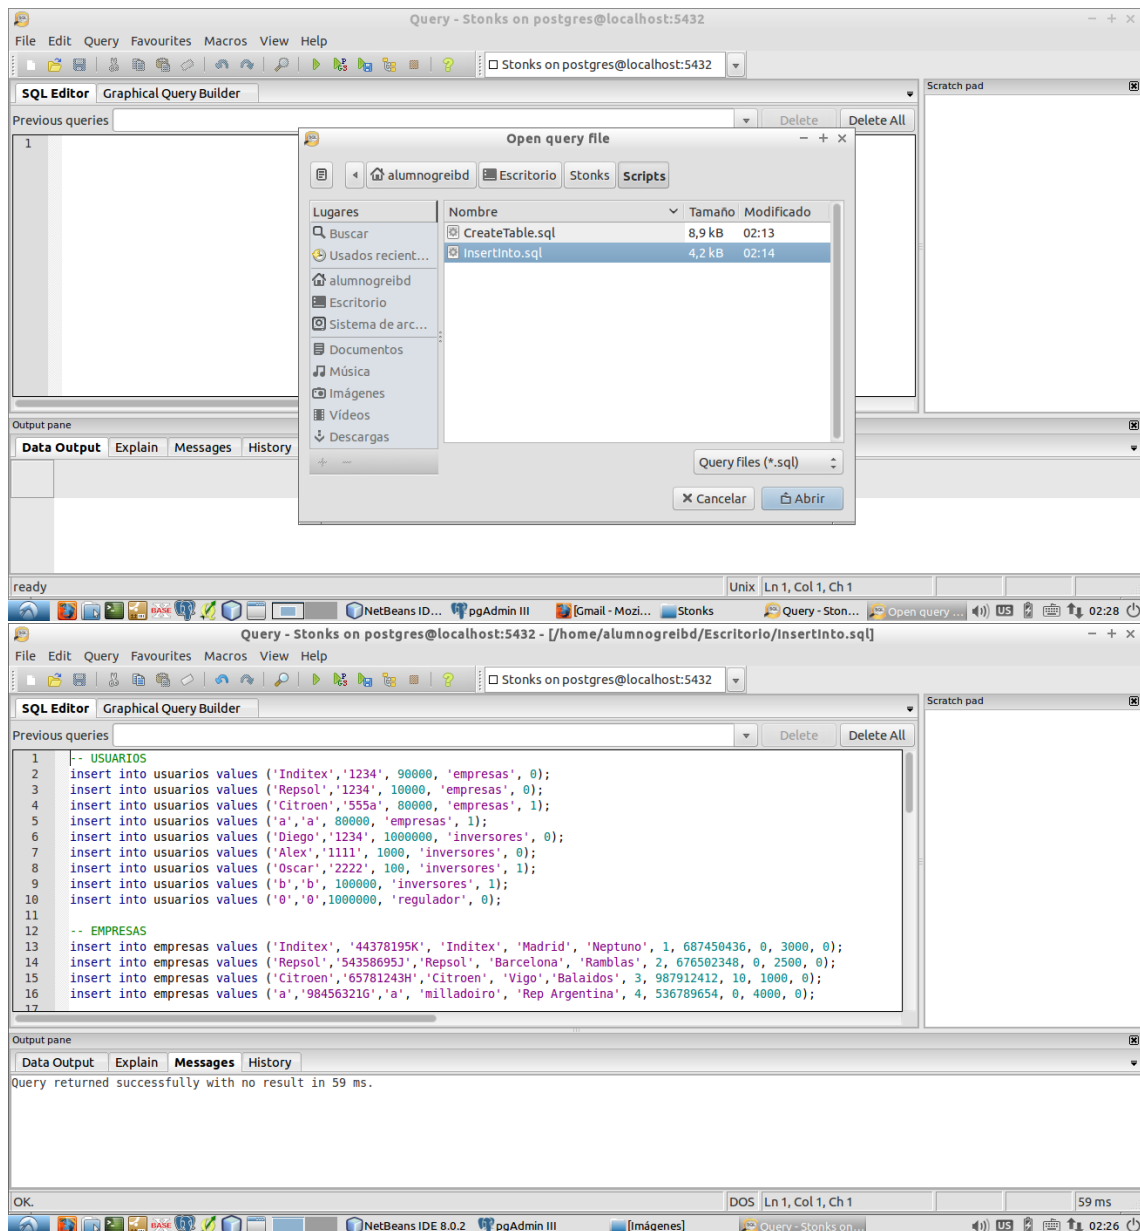 Query - Stonks on postgres@localhost:5432
File Edit Query Favourites Macros View Help
Stonks on postgres@localhost:5432
SQL Editor Graphical Query Builder
Scratch pad
Previous queries
Delete Delete All
1
Open query file
alumnogreibd Escritorio Stonks Scripts
Lugares
Buscar
Usados recient...
alumnogreibd
Escritorio
Sistema de arc...
Documentos
Música
Imágenes
Vídeos
Descargas
Nombre Tamaño Modificado
CreateTable.sql 8,9 kB 02:13
InsertInto.sql 4,2 kB 02:14
Query files (*.sql)
Cancelar Abrir
Output pane
Data Output Explain Messages History
ready Unix Ln 1, Col 1, Ch 1
BASE NetBeans ID... pgAdmin III [Gmail - Mozi... Stonks Query - Ston... Open query ... US 02:28
Query - Stonks on postgres@localhost:5432 - [/home/alumnogreibd/Escritorio/InsertInto.sql]
File Edit Query Favourites Macros View Help
Stonks on postgres@localhost:5432
SQL Editor Graphical Query Builder
Scratch pad
Previous queries
Delete Delete All
1 -- USUARIOS
2 insert into usuarios values ('Inditex','1234', 90000, 'empresas', 0);
3 insert into usuarios values ('Repsol','1234', 10000, 'empresas', 0);
4 insert into usuarios values ('Citroen','555a', 80000, 'empresas', 1);
5 insert into usuarios values ('a','a', 80000, 'empresas', 1);
6 insert into usuarios values ('Diego','1234', 1000000, 'inversores', 0);
7 insert into usuarios values ('Alex','1111', 1000, 'inversores', 0);
8 insert into usuarios values ('Oscar','2222', 100, 'inversores', 1);
9 insert into usuarios values ('b','b', 100000, 'inversores', 1);
10 insert into usuarios values ('0','0',1000000, 'regulador', 0);
11
12 -- EMPRESAS
13 insert into empresas values ('Inditex', '44378195K', 'Inditex', 'Madrid', 'Neptuno', 1, 687450436, 0, 3000, 0);
14 insert into empresas values ('Repsol','54358695J','Repsol', 'Barcelona', 'Ramblas', 2, 676502348, 0, 2500, 0);
15 insert into empresas values ('Citroen','65781243H','Citroen', 'Vigo','Balaidos', 3, 987912412, 10, 1000, 0);
16 insert into empresas values ('a','98456321G','a', 'milladoiro', 'Rep Argentina', 4, 536789654, 0, 4000, 0);
17
Output pane
Data Output Explain Messages History
Query returned successfully with no result in 59 ms.
OK. DOS Ln 1, Col 1, Ch 1 59 ms
BASE NetBeans IDE 8.0.2 pgAdmin III [Imágenes] Query - Stonks on... US 02:26